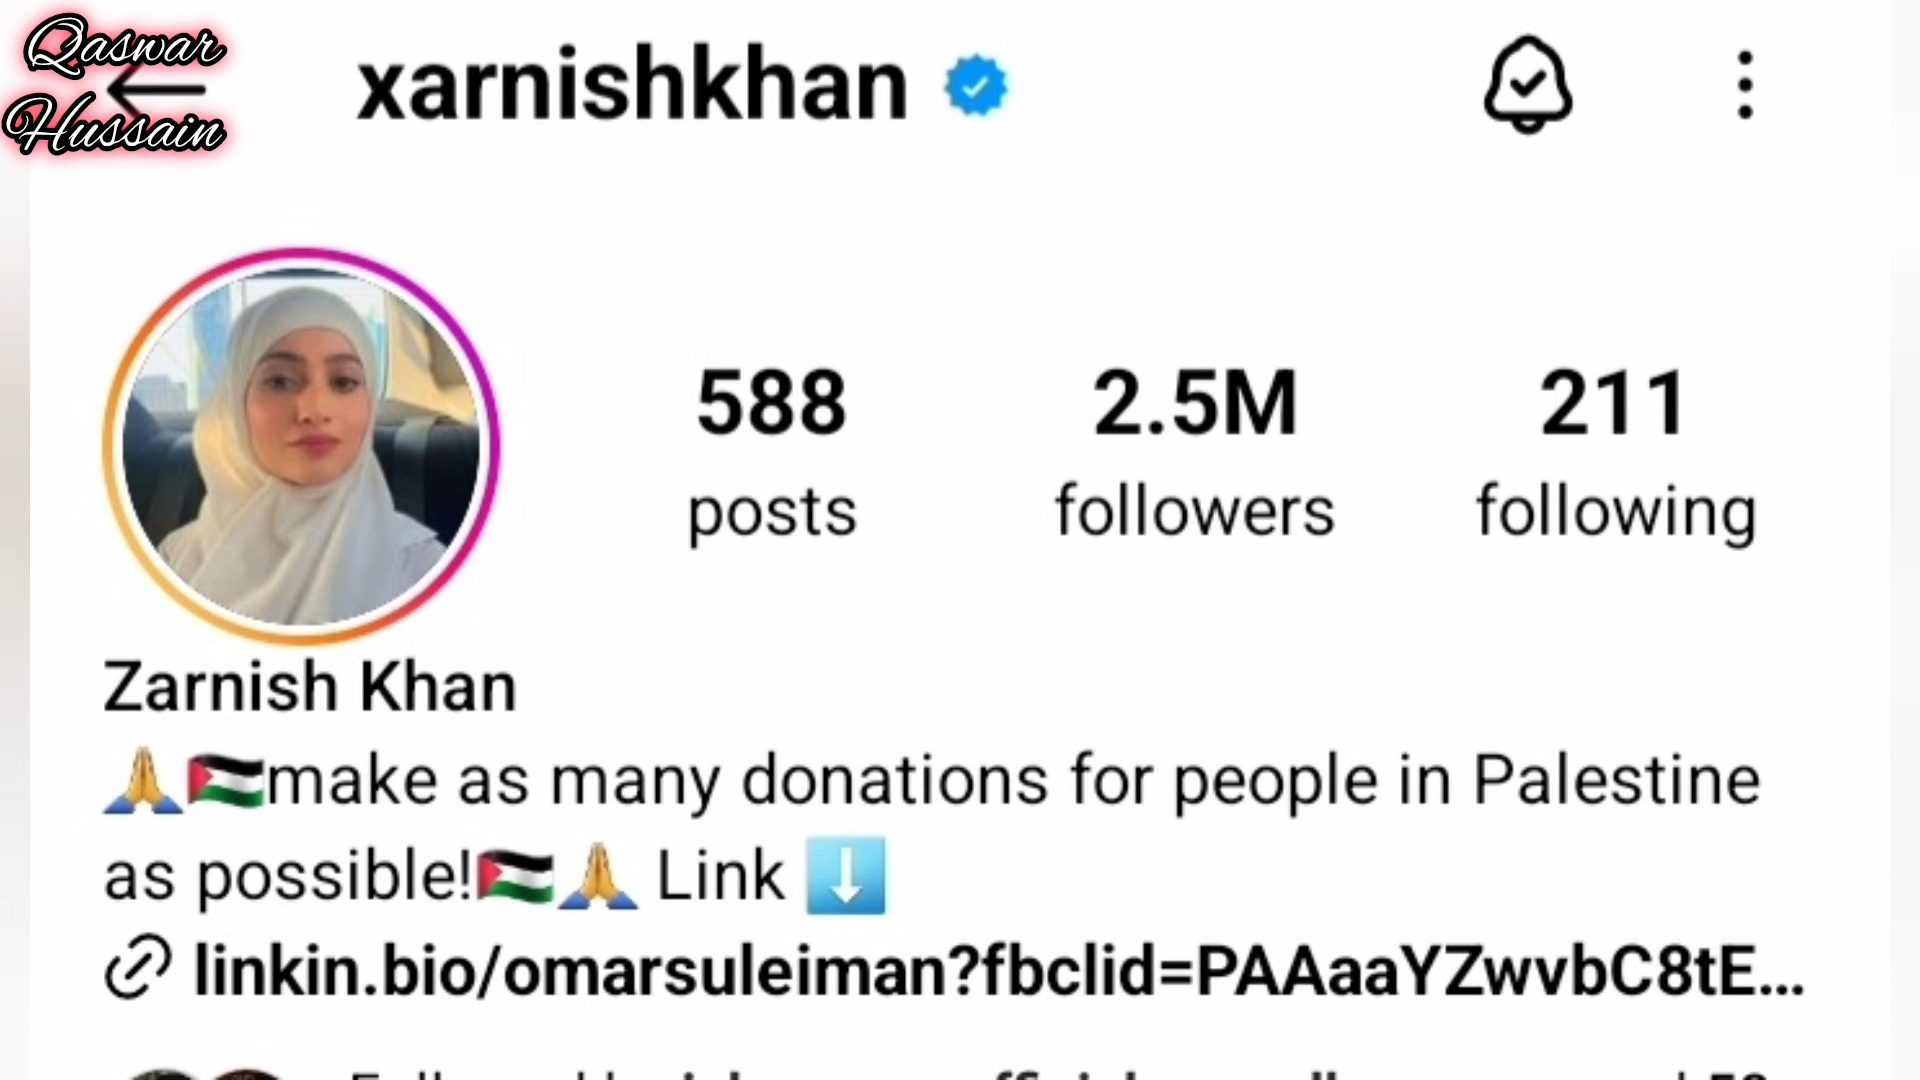 Qaswar
Hussain
xarnishkhan
588
posts
2.5M
followers
211
following
Zarnish Khan
🙏🇵🇸make as many donations for people in Palestine
as possible!🇵🇸🙏 Link ⬇️
linkin.bio/omarsuleiman?fbclid=PAAaaYZwvbC8tE...